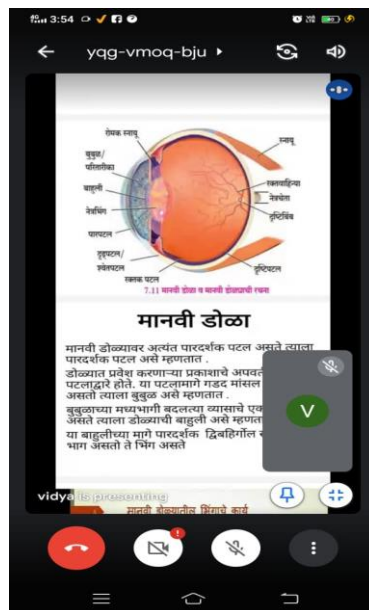 3:54
yqg-vmoq-bju
रोमक स्नायू
स्नायू
बुबुळ/
परितारीका
बाहुली
रक्तवाहिन्या
नेत्रचेता
नेत्रभिंग
दृष्टिबिंब
पारपटल
दृढपटल/
श्वेतपटल
दृष्टिपटल
रक्तक पटल
7.11 मानवी डोळा व मानवी डोळ्याची रचना
मानवी डोळा
मानवी डोळ्यावर अत्यंत पारदर्शक पटल असते त्याला
पारदर्शक पटल असे म्हणतात .
डोळ्यात प्रवेश करणाऱ्या प्रकाशाचे
पटलाद्वारे होते. या पटलामागे गडद मांसल
असतो त्याला बुबुळ असे म्हणतात .
बुबुळाच्या मध्यभागी बदलत्या व्यासाचे
असते त्याला डोळ्याची बाहुली असे
या बाहुलीच्या मागे पारदर्शक द्विबहिर्गोल
भाग असतो ते भिंग असते
V
vidya is presenting
मानवी डोळ्यातील भिंगाचे कार्य